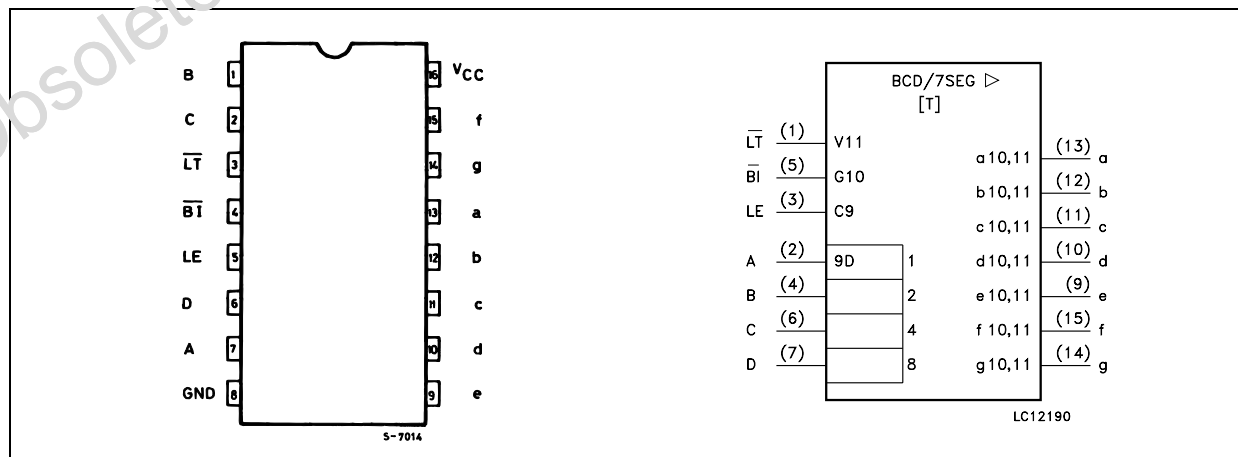 obsolete
B 1
C 2
LT 3
BI 4
LE 5
D 6
A 7
GND 8
16 VCC
15 f
14 g
13 a
12 b
11 c
10 d
9 e
S-7014
BCD/7SEG ▷
[T]
LT (1) V11
BI (5) G10
LE (3) C9
A (2) 9D 1
B (4) 2
C (6) 4
D (7) 8
a10,11 (13) a
b10,11 (12) b
c10,11 (11) c
d10,11 (10) d
e10,11 (9) e
f10,11 (15) f
g10,11 (14) g
LC12190